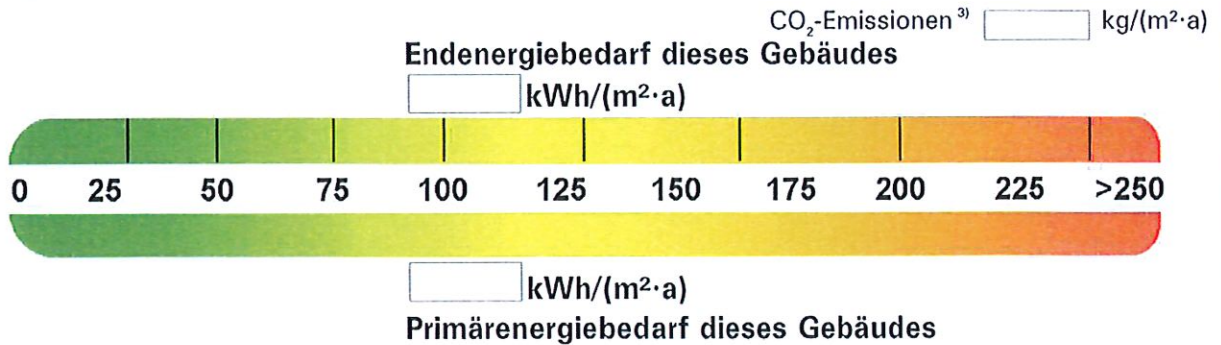 CO₂-Emissionen ³⁾ kg/(m²·a)
Endenergiebedarf dieses Gebäudes
kWh/(m²·a)
0 25 50 75 100 125 150 175 200 225 >250
kWh/(m²·a)
Primärenergiebedarf dieses Gebäudes